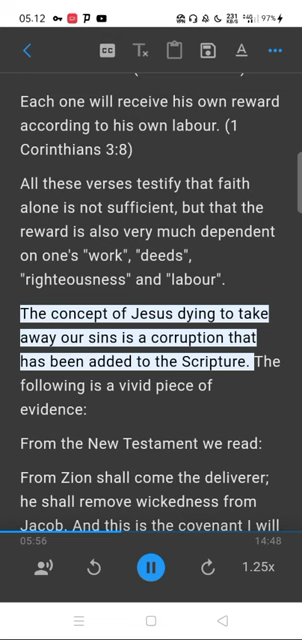 05.12
231
KB/s
97%
CC
A
Each one will receive his own reward
according to his own labour. (1
Corinthians 3:8)
All these verses testify that faith
alone is not sufficient, but that the
reward is also very much dependent
on one's "work", "deeds",
"righteousness" and "labour".
The concept of Jesus dying to take
away our sins is a corruption that
has been added to the Scripture. The
following is a vivid piece of
evidence:
From the New Testament we read:
From Zion shall come the deliverer;
he shall remove wickedness from
Jacob. And this is the covenant I will
05:56
14:48
1.25x